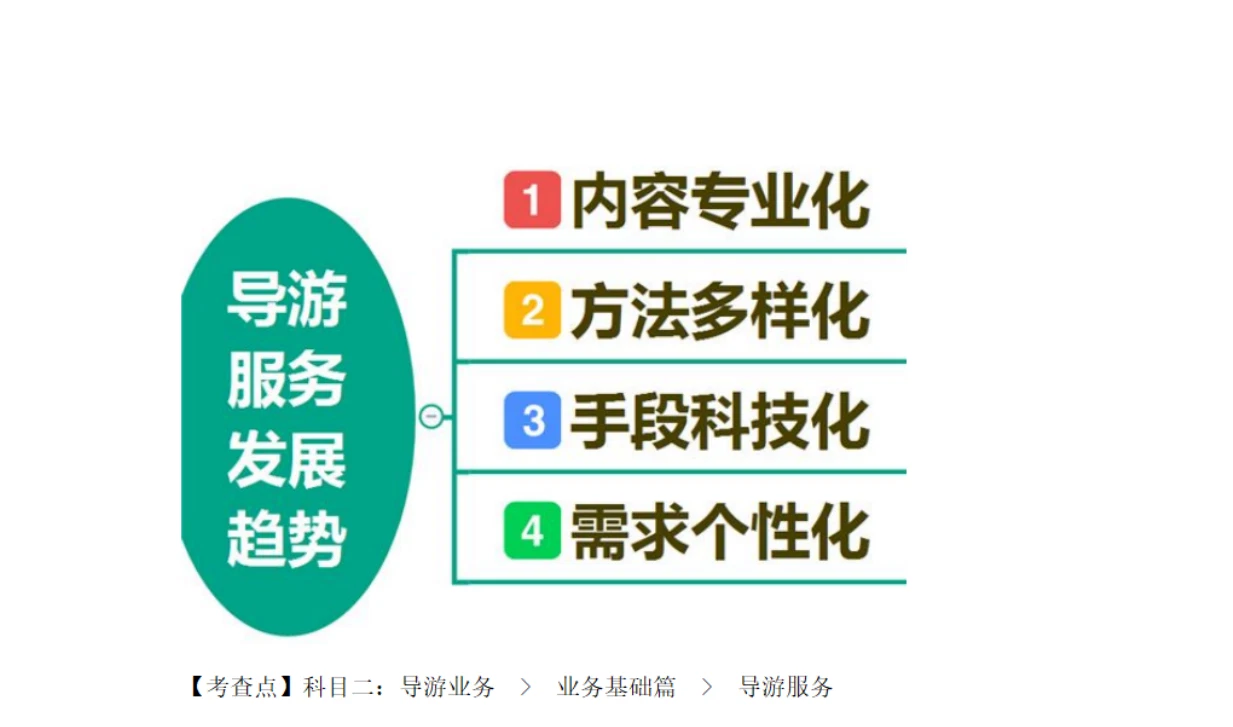 导游
服务
发展
趋势
1 内容专业化
2 方法多样化
3 手段科技化
4 需求个性化
【考查点】科目二：导游业务 > 业务基础篇 > 导游服务